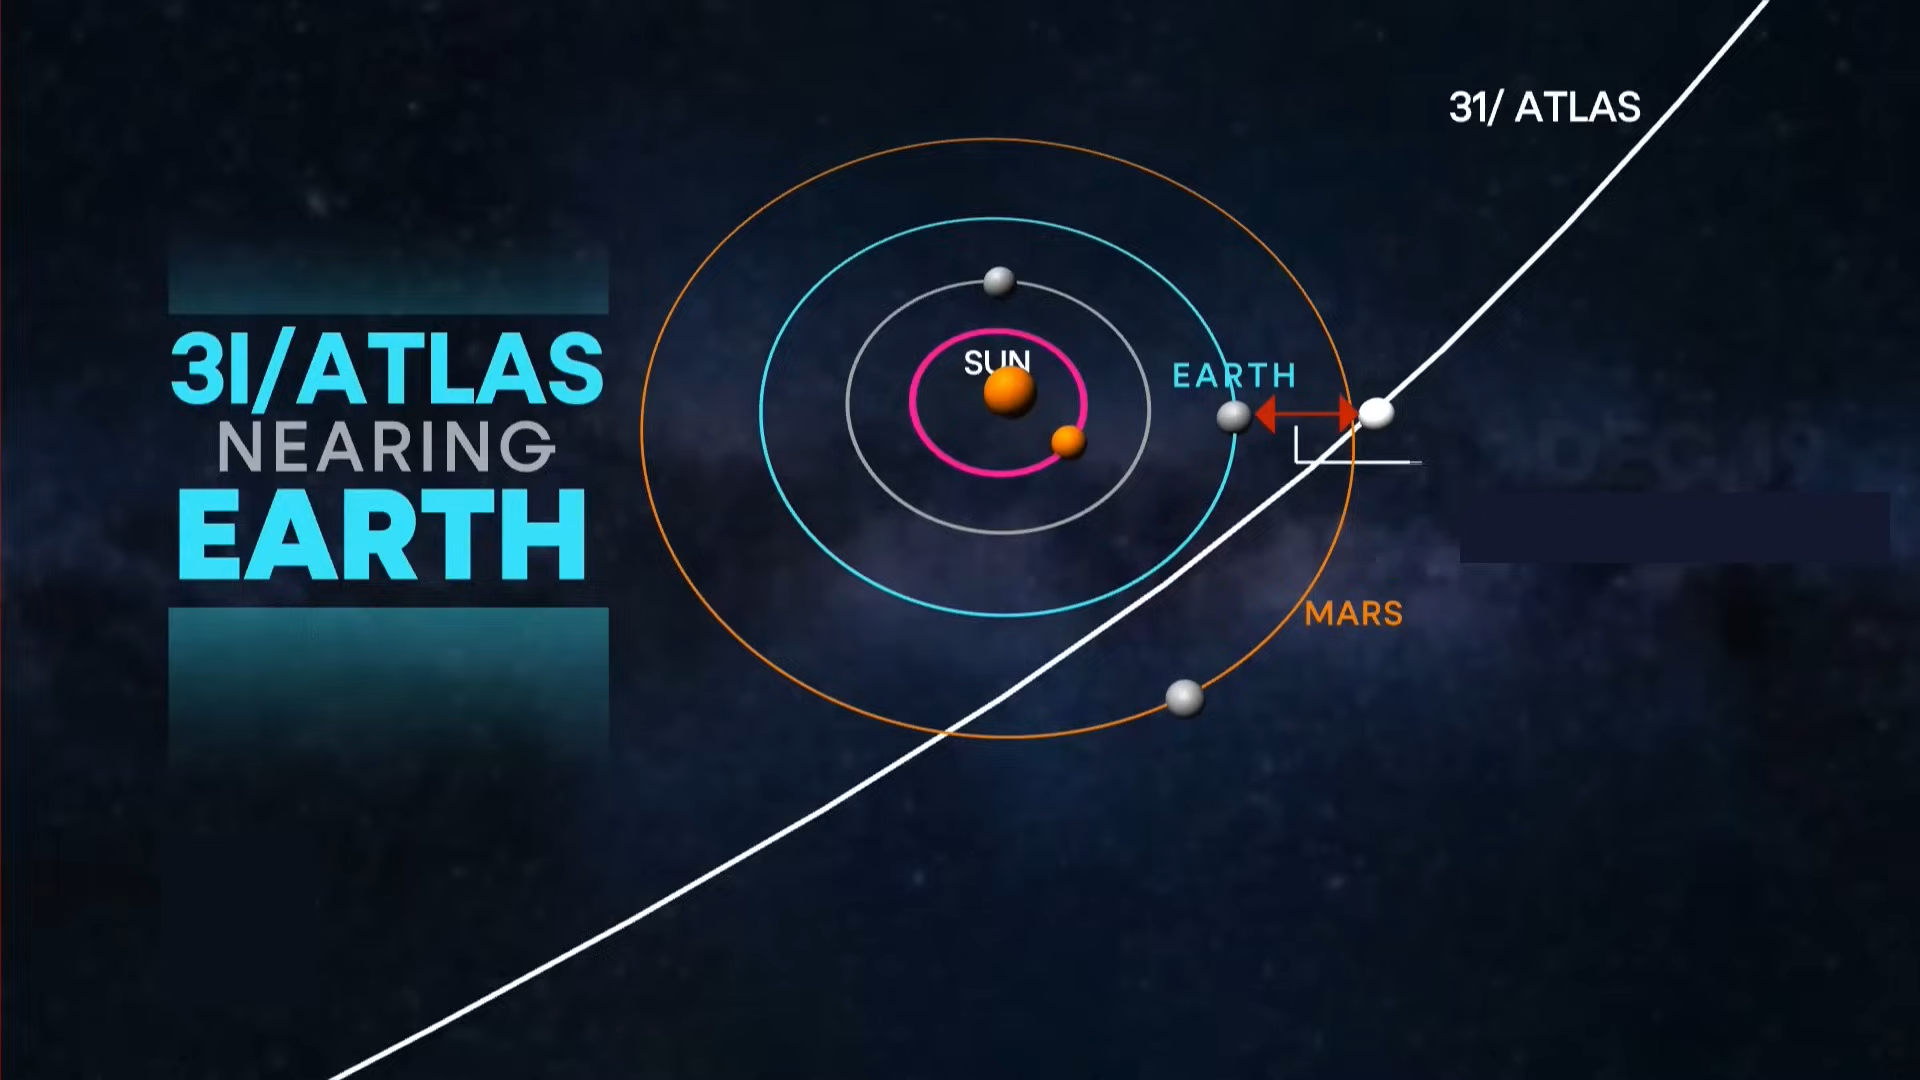 31/ ATLAS
3I/ATLAS
NEARING
EARTH
SUN
EARTH
MARS